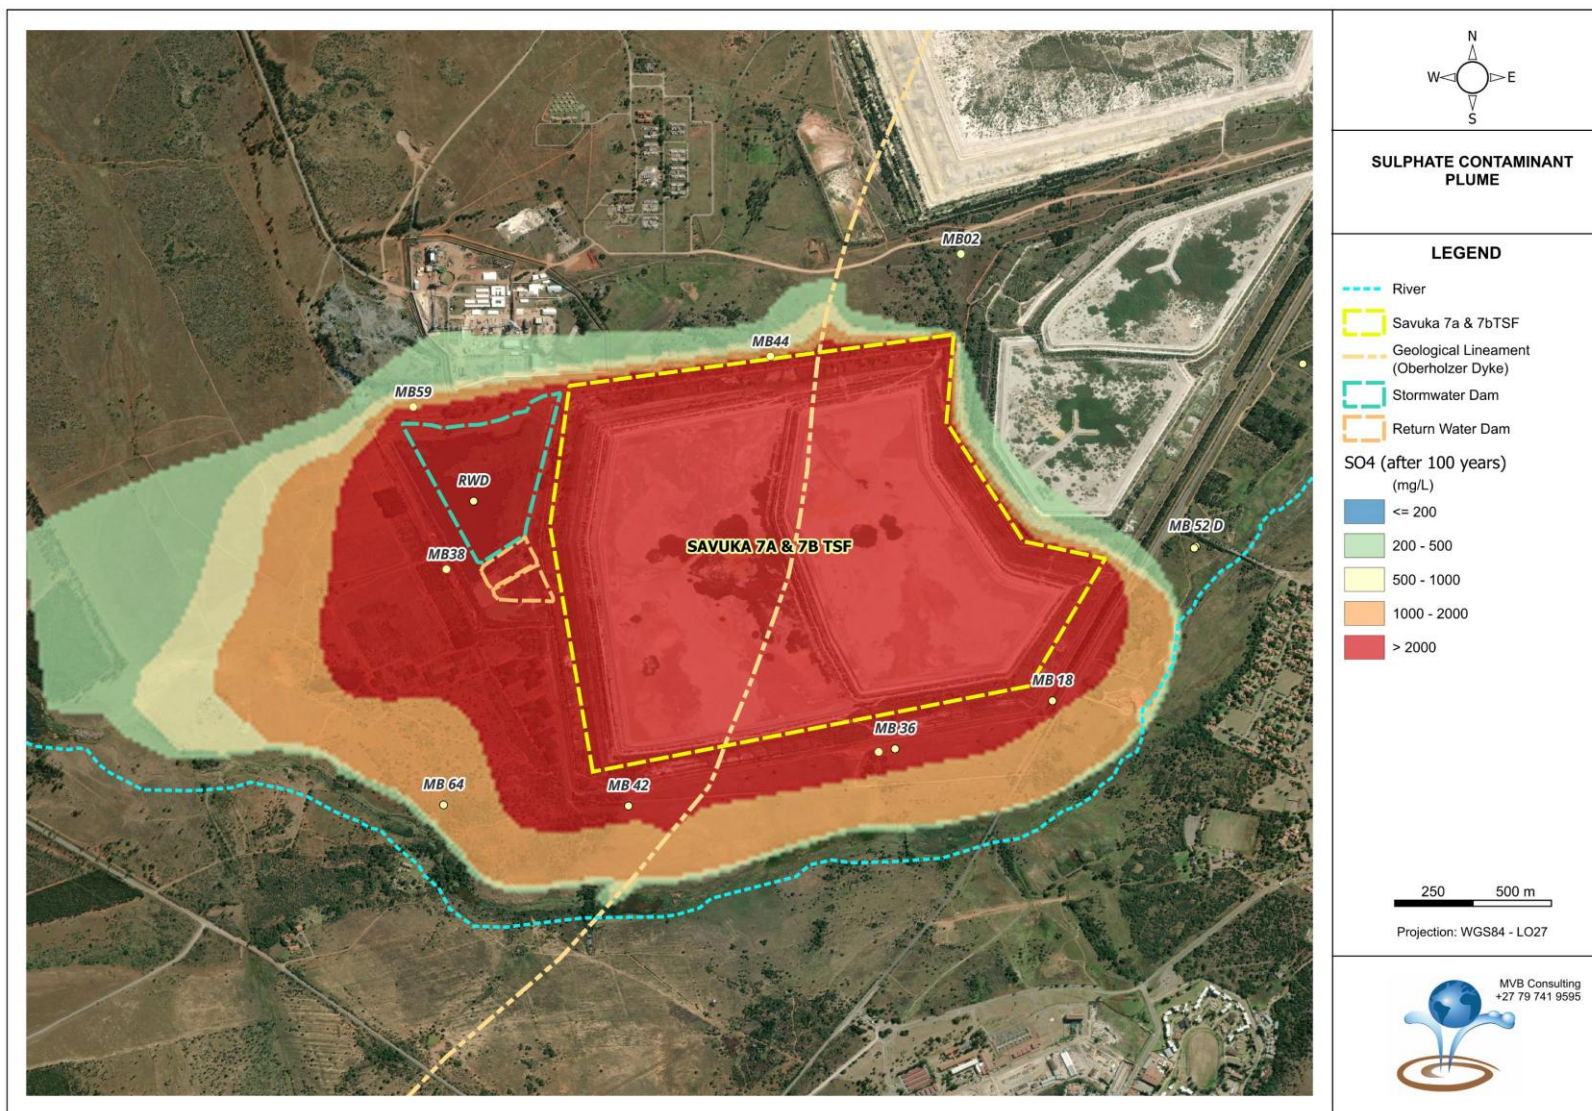 N
W E
S
SULPHATE CONTAMINANT
PLUME
LEGEND
River
Savuka 7a & 7bTSF
Geological Lineament
(Oberholzer Dyke)
Stormwater Dam
Return Water Dam
SO4 (after 100 years)
(mg/L)
<= 200
200 - 500
500 - 1000
1000 - 2000
> 2000
250 500 m
Projection: WGS84 - LO27
MVB Consulting
+27 79 741 9595
MB02
MB44
MB59
RWD
MB 52 D
SAVUKA 7A & 7B TSF
MB38
MB 18
MB 36
MB 64
MB 42